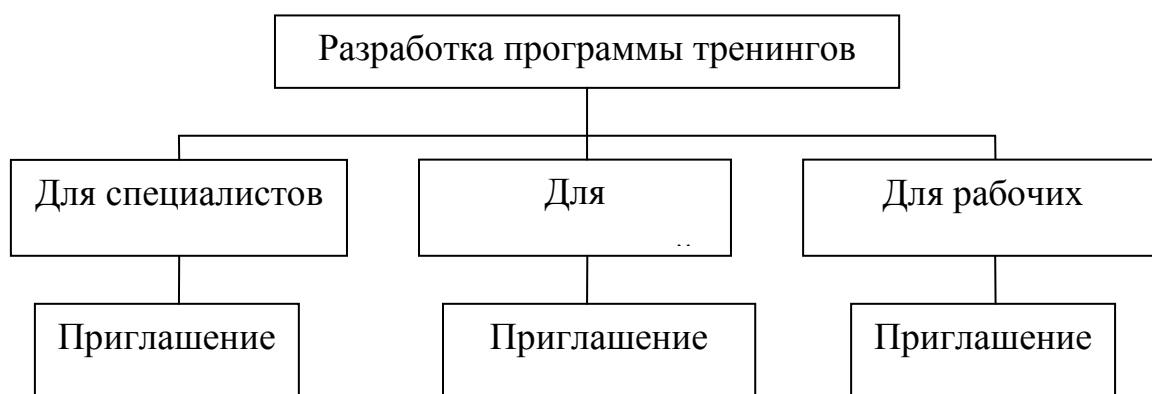 Разработка программы тренингов
Для специалистов
Для
Для рабочих
Приглашение
Приглашение
Приглашение